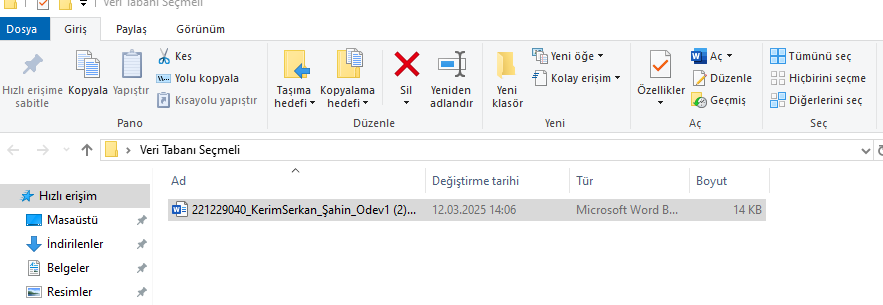 Veri Tabanı Seçmeli
Dosya Giriş Paylaş Görünüm
Hızlı erişime sabitle
Kopyala
Yapıştır
Kes
Yolu kopyala
Kısayolu yapıştır
Pano
Taşıma hedefi
Kopyalama hedefi
Sil
Yeniden adlandır
Düzenle
Yeni klasör
Yeni öğe
Kolay erişim
Yeni
Özellikler
Aç
Düzenle
Geçmiş
Aç
Tümünü seç
Hiçbirini seçme
Diğerlerini seç
Seç
Veri Tabanı Seçmeli
Ad Değiştirme tarihi Tür Boyut
221229040_KerimSerkan_Şahin_Odev1 (2)... 12.03.2025 14:06 Microsoft Word B... 14 KB
Hızlı erişim
Masaüstü
İndirilenler
Belgeler
Resimler